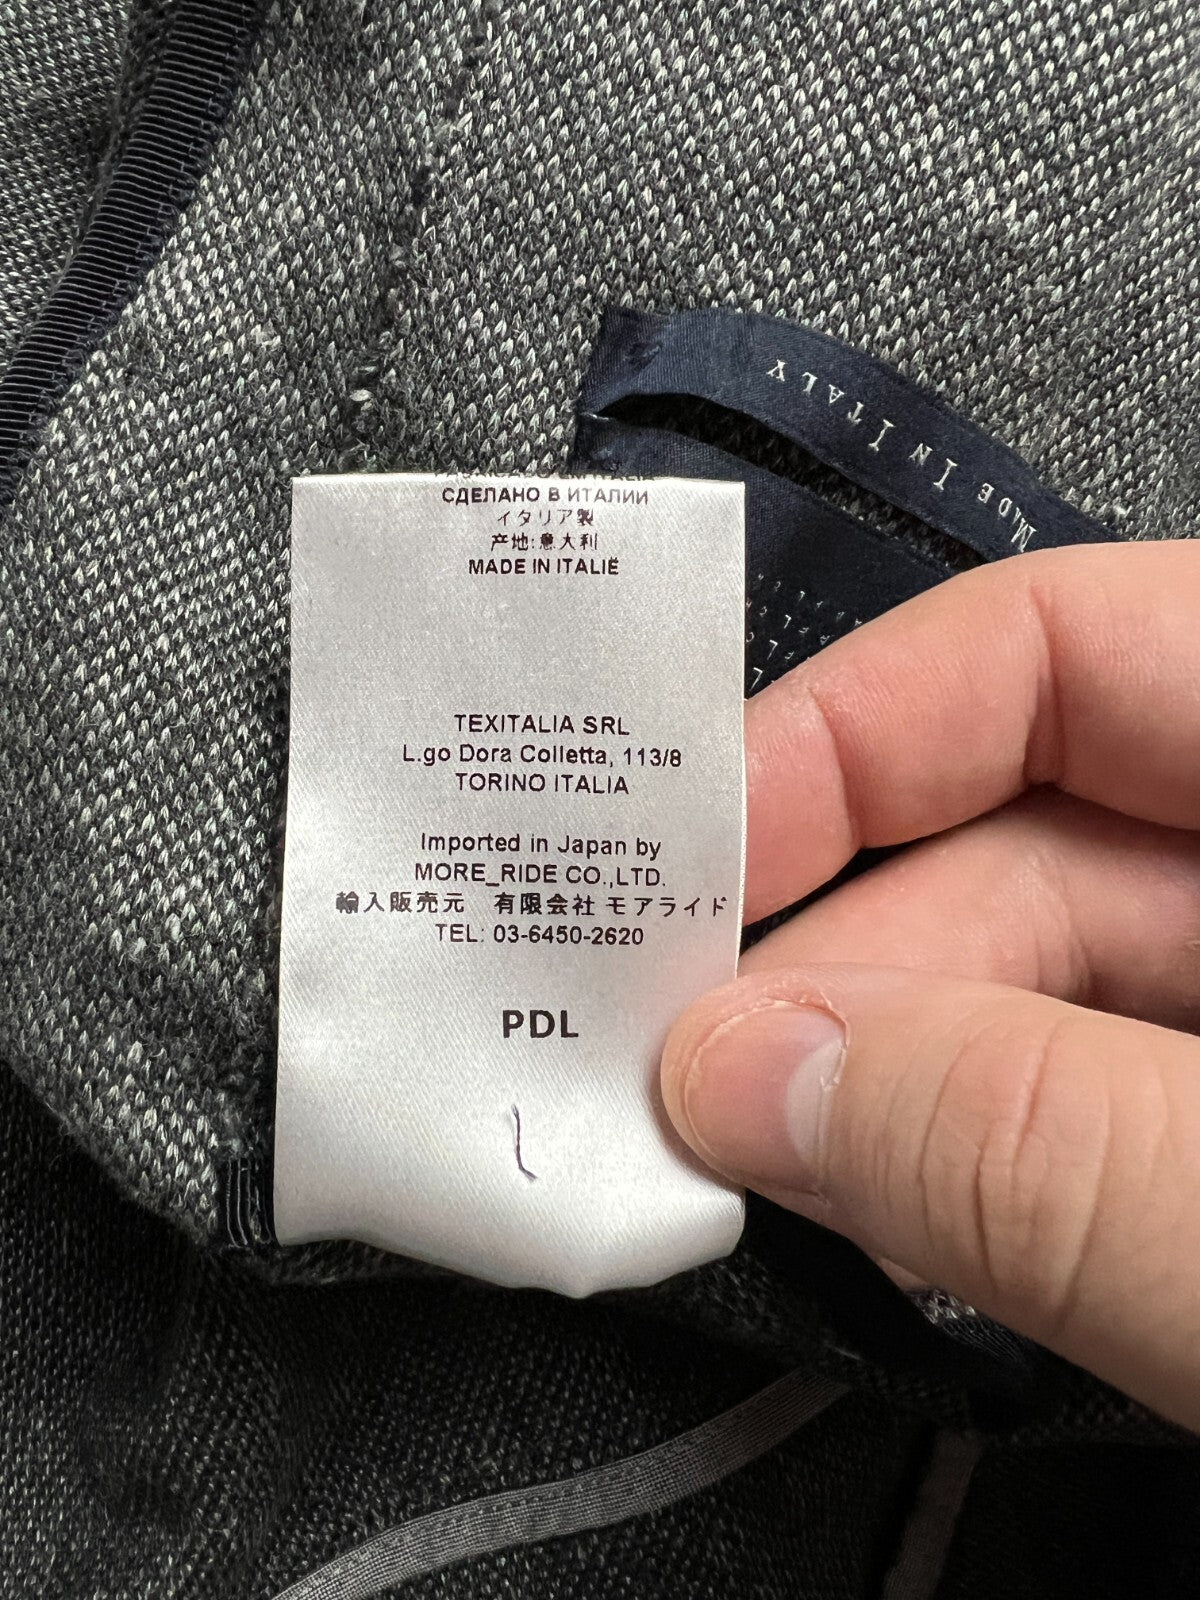 СДЕЛАНО В ИТАЛИИ
イタリア製
产地:意大利
MADE IN ITALIË
TEXITALIA SRL
L.go Dora Colletta, 113/8
TORINO ITALIA
Imported in Japan by
MORE_RIDE CO.,LTD.
輸入販売元 有限会社 モアライド
TEL: 03-6450-2620
PDL
MADE IN ITALY